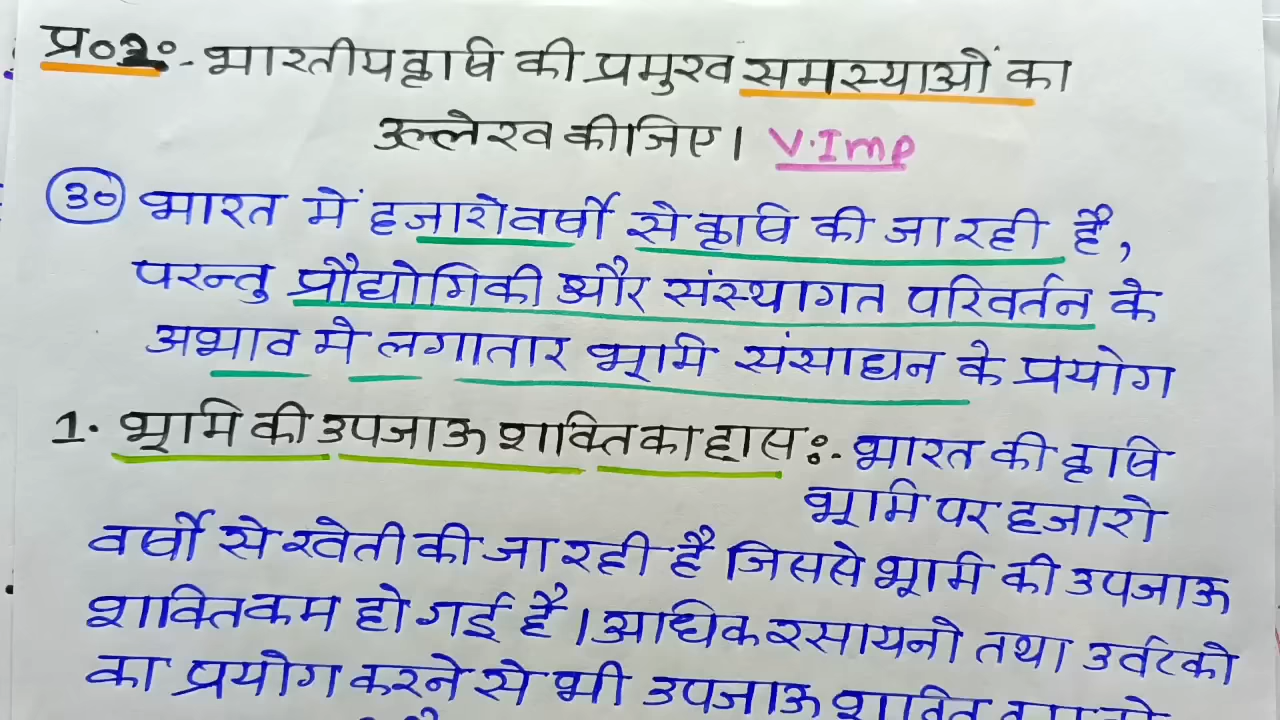 प्र०2ः- भारतीय कृषि की प्रमुख समस्याओं का
उल्लेख कीजिए। V.Imp
उ० भारत में हजारो वर्षों से कृषि की जा रही है,
परन्तु प्रौद्योगिकी और संस्थागत परिवर्तन के
अभाव मे लगातार भूमि संसाधन के प्रयोग
1. भूमि की उपजाऊ शक्ति का ह्रासः- भारत की कृषि
भूमि पर हजारो
वर्षों से खेती की जा रही है जिससे भूमि की उपजाऊ
शक्ति कम हो गई है। अधिक रसायनो तथा उर्वरको
का प्रयोग करने से भी उपजाऊ शक्ति